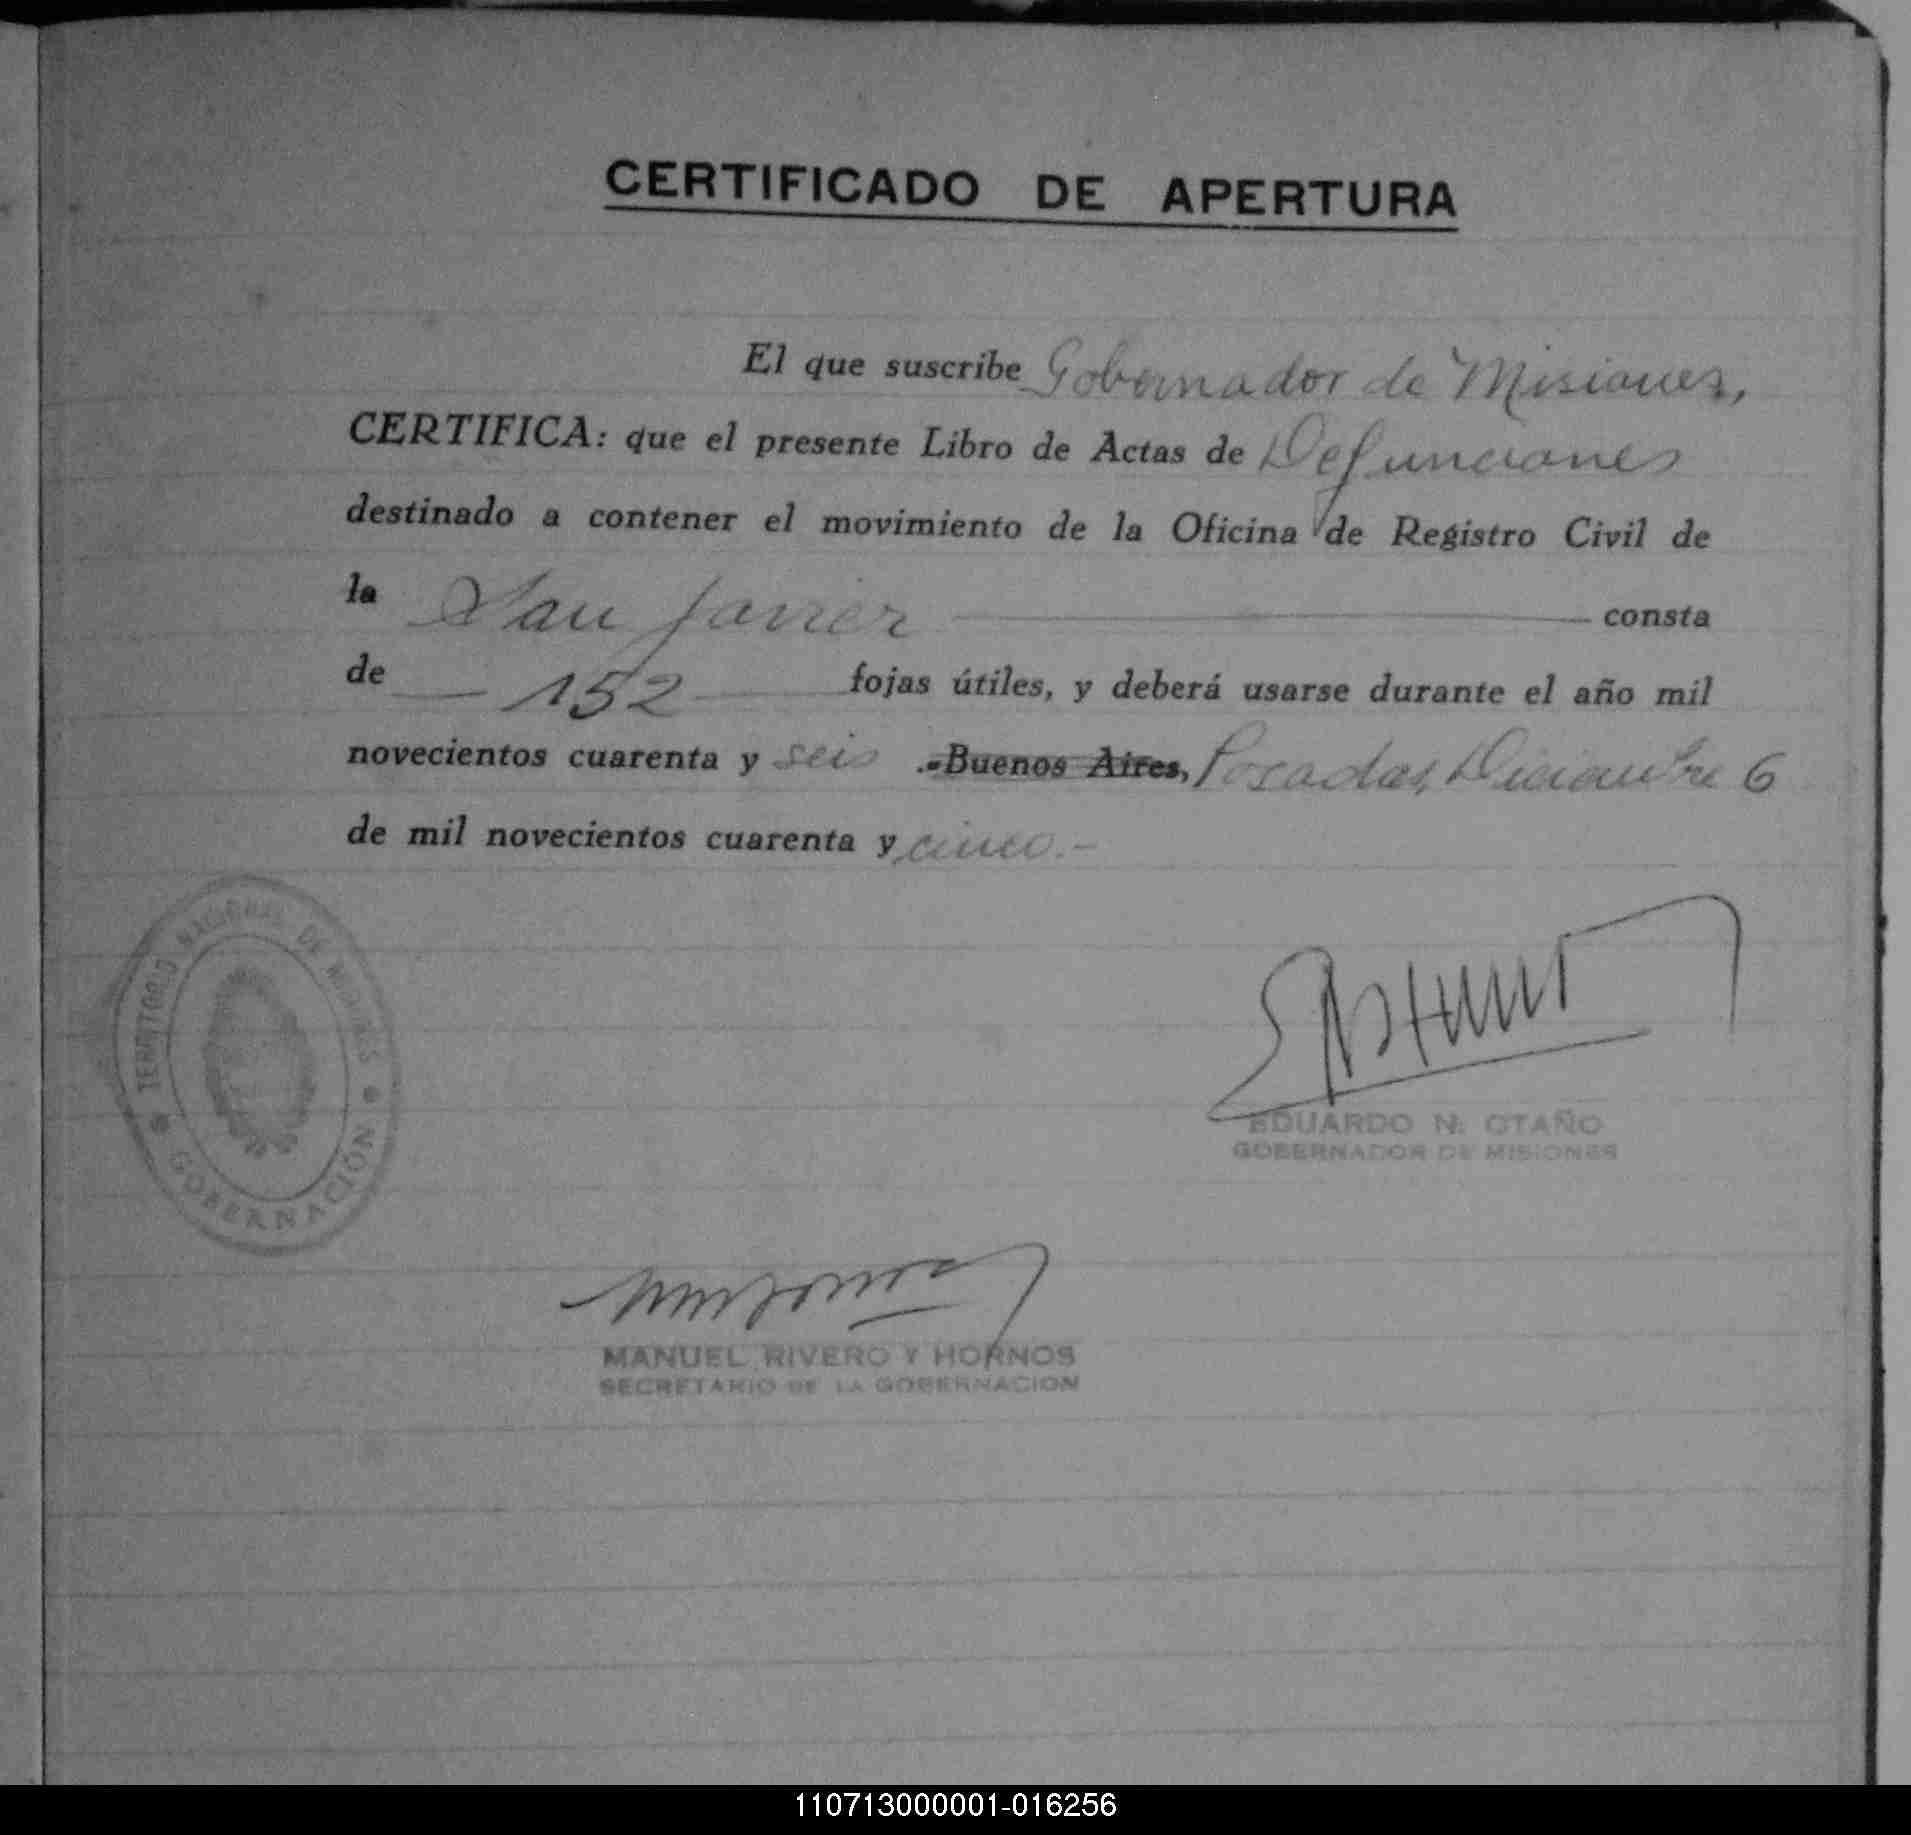 CERTIFICADO DE APERTURA
El que suscribe Gobernador de Misiones,
CERTIFICA: que el presente Libro de Actas de Defunciones
destinado a contener el movimiento de la Oficina de Registro Civil de
la San Javier consta
de 152 fojas útiles, y deberá usarse durante el año mil
novecientos cuarenta y seis .-Buenos Aires, Posadas, Diciembre 6
de mil novecientos cuarenta y cinco.-
TERRITORIO NACIONAL DE MISIONES
GOBERNACIÓN
EDUARDO N. OTAÑO
GOBERNADOR DE MISIONES
MANUEL RIVERO Y HORNOS
SECRETARIO DE LA GOBERNACION
110713000001-016256